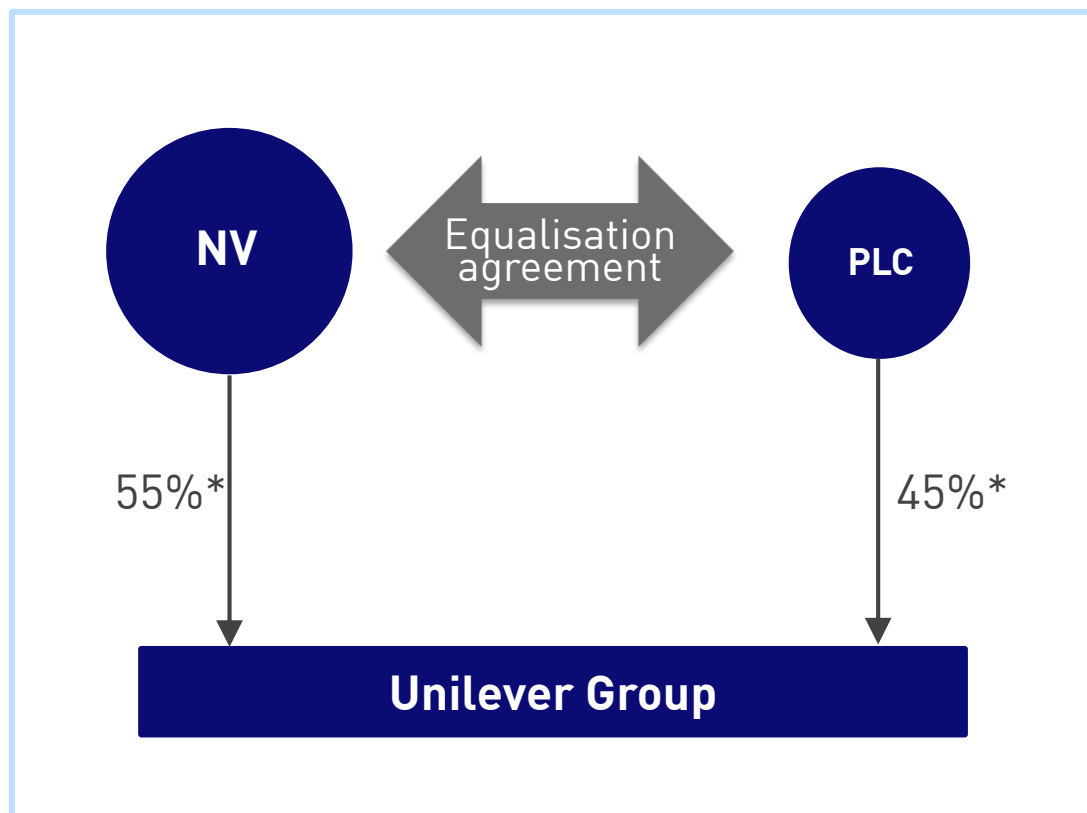 NV
Equalisation
agreement
PLC
55%*
45%*
Unilever Group